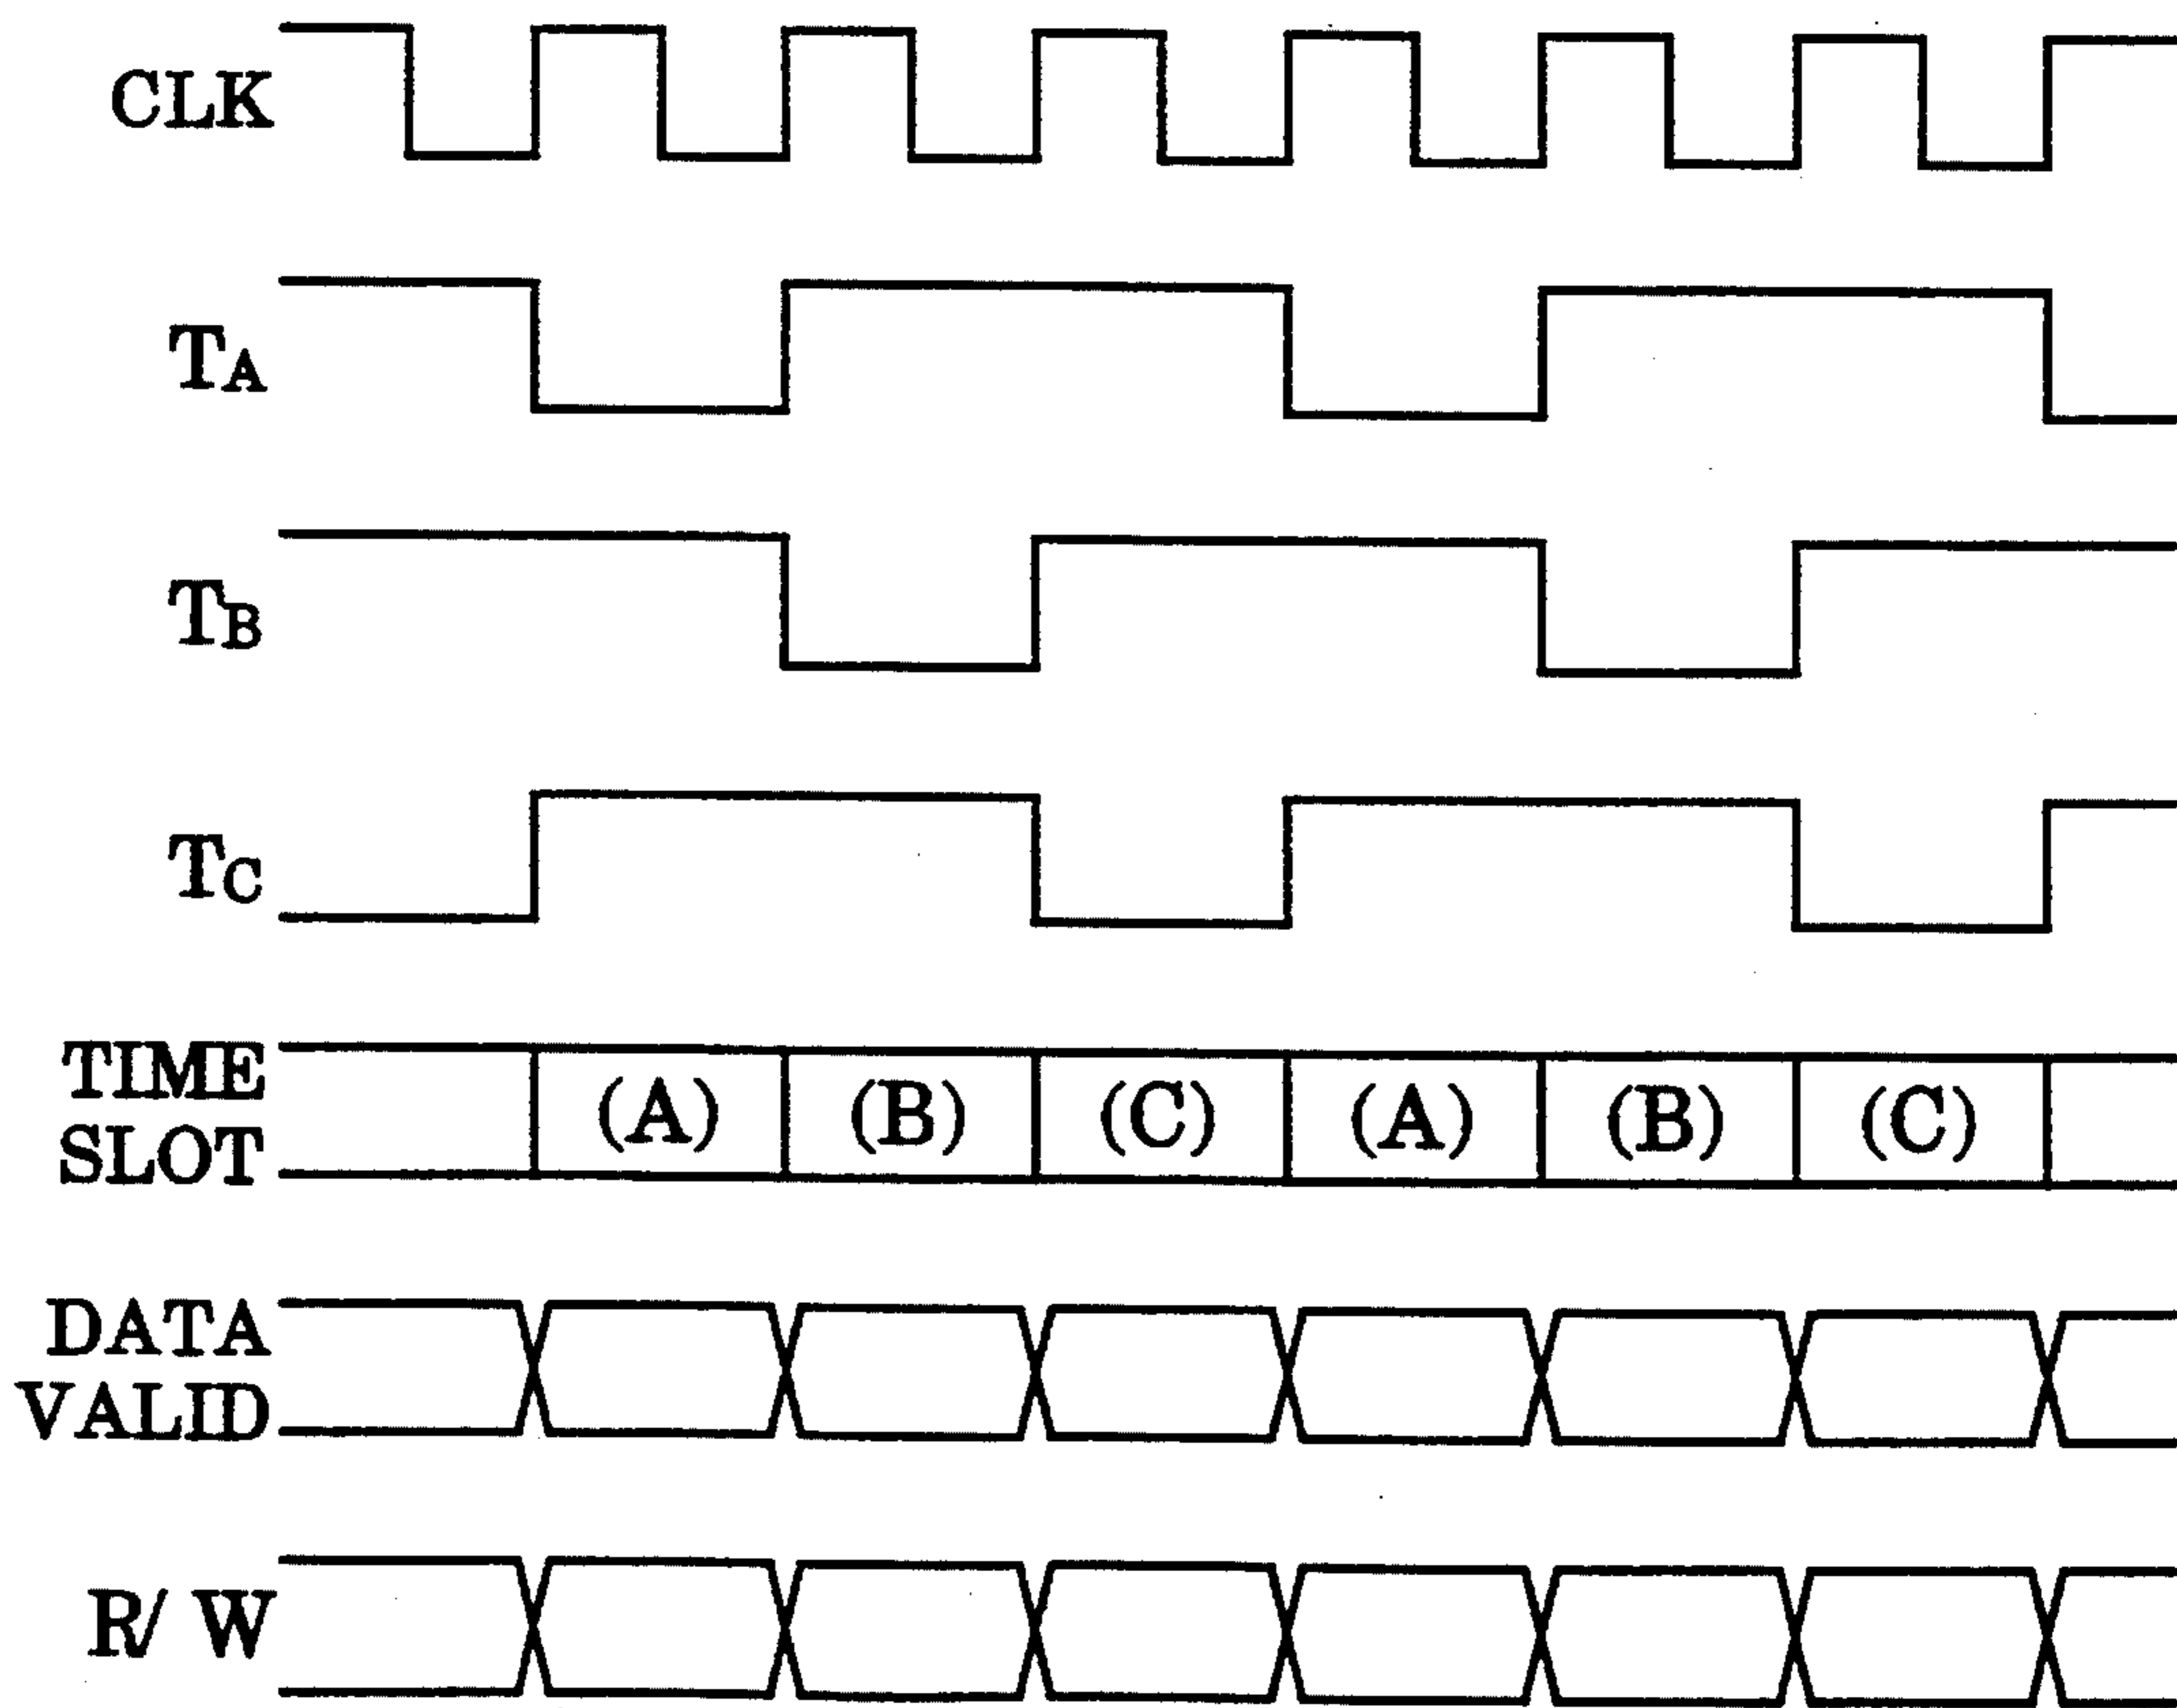 CLK
TA
TB
TC
TIME
SLOT
(A) (B) (C) (A) (B) (C)
DATA
VALID
R/ W